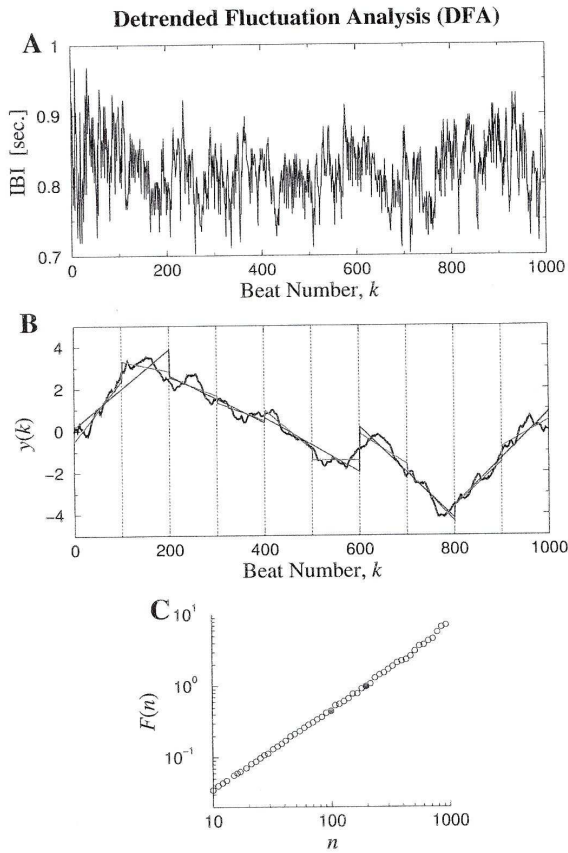 Detrended Fluctuation Analysis (DFA)
A
1
0.9
0.8
0.7
IBI [sec.]
0 200 400 600 800 1000
Beat Number, k
B
4
2
0
−2
−4
y(k)
0 200 400 600 800 1000
Beat Number, k
C
10^1
10^0
10^-1
F(n)
10 100 1000
n